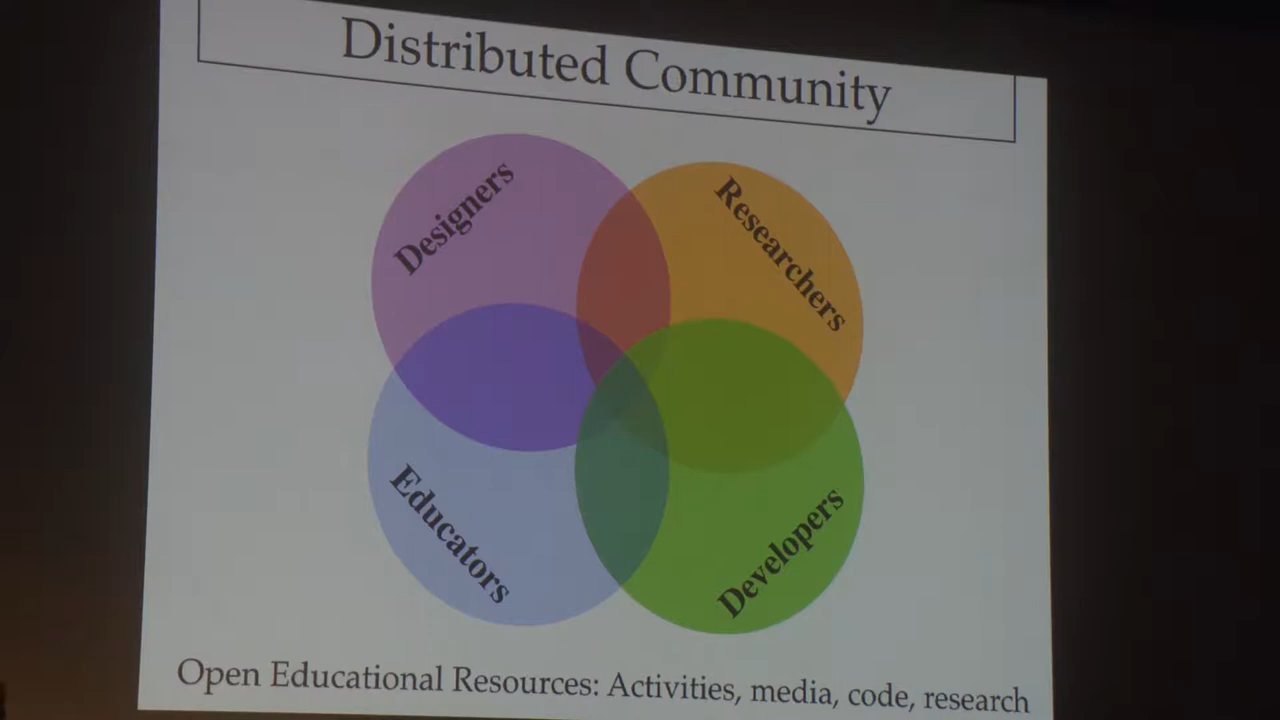 Distributed Community
Designers
Researchers
Educators
Developers
Open Educational Resources: Activities, media, code, research